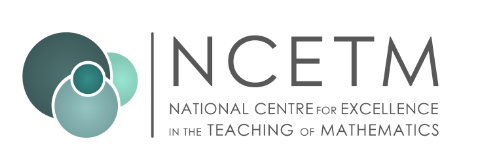 NCETM
NATIONAL CENTRE FOR EXCELLENCE
IN THE TEACHING OF MATHEMATICS